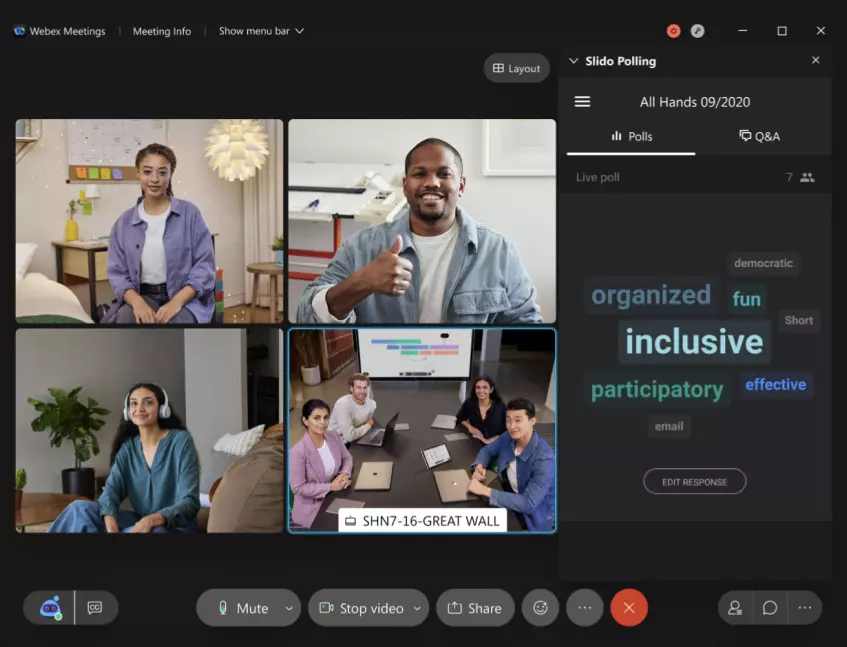 Webex Meetings
Meeting Info
Show menu bar
Layout
Slido Polling
All Hands 09/2020
Polls
Q&A
Live poll
7
democratic
organized
fun
Short
inclusive
participatory
effective
email
EDIT RESPONSE
SHN7-16-GREAT WALL
CC
Mute
Stop video
Share